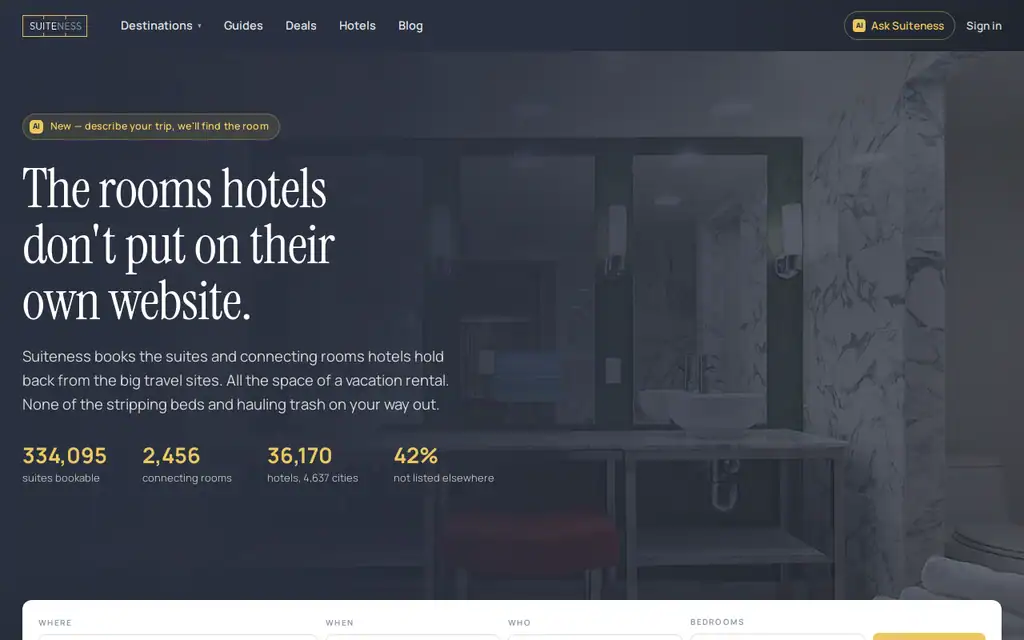 SUITENESS
Destinations ▾
Guides
Deals
Hotels
Blog
AI Ask Suiteness
Sign in
AI New — describe your trip, we'll find the room
The rooms hotels
don't put on their
own website.
Suiteness books the suites and connecting rooms hotels hold
back from the big travel sites. All the space of a vacation rental.
None of the stripping beds and hauling trash on your way out.
334,095
suites bookable
2,456
connecting rooms
36,170
hotels, 4,637 cities
42%
not listed elsewhere
WHERE
WHEN
WHO
BEDROOMS